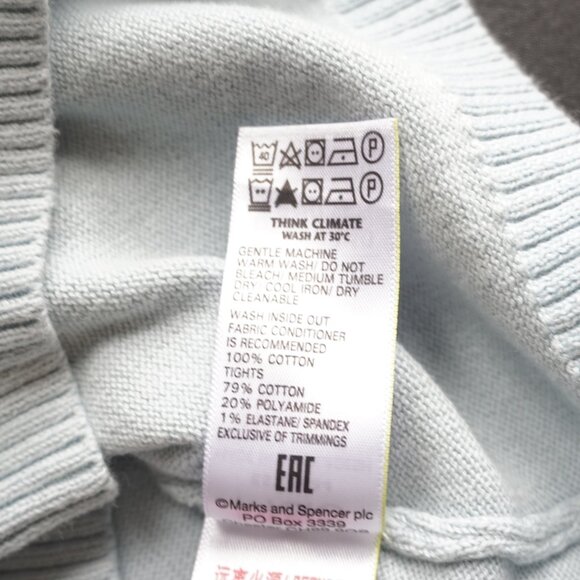 40 P
P
THINK CLIMATE
WASH AT 30°C
GENTLE MACHINE
WARM WASH/ DO NOT
BLEACH/ MEDIUM TUMBLE
DRY/ COOL IRON/ DRY
CLEANABLE
WASH INSIDE OUT
FABRIC CONDITIONER
IS RECOMMENDED
100% COTTON
TIGHTS
79% COTTON
20% POLYAMIDE
1% ELASTANE/ SPANDEX
EXCLUSIVE OF TRIMMINGS
EAC
©Marks and Spencer plc
PO Box 3339